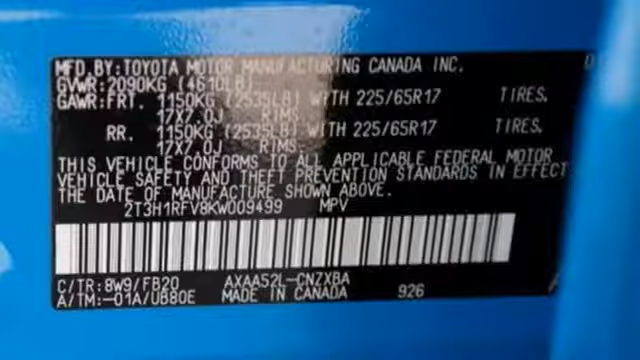 MFD.BY:TOYOTA MOTOR MANUFACTURING CANADA INC.
GVWR:2090KG (4610LB)
GAWR:FRT. 1150KG (2535LB) WITH 225/65R17 TIRES.
17X7.0J RIMS.
RR. 1150KG (2535LB) WITH 225/65R17 TIRES.
17X7.0J RIMS.
THIS VEHICLE CONFORMS TO ALL APPLICABLE FEDERAL MOTOR
VEHICLE SAFETY AND THEFT PREVENTION STANDARDS IN EFFECT
THE DATE OF MANUFACTURE SHOWN ABOVE.
2T3H1RFV8KW009499 MPV
C/TR:8W9/FB20 AXAA52L-CNZXBA
A/TM:-01A/UB80E MADE IN CANADA 926